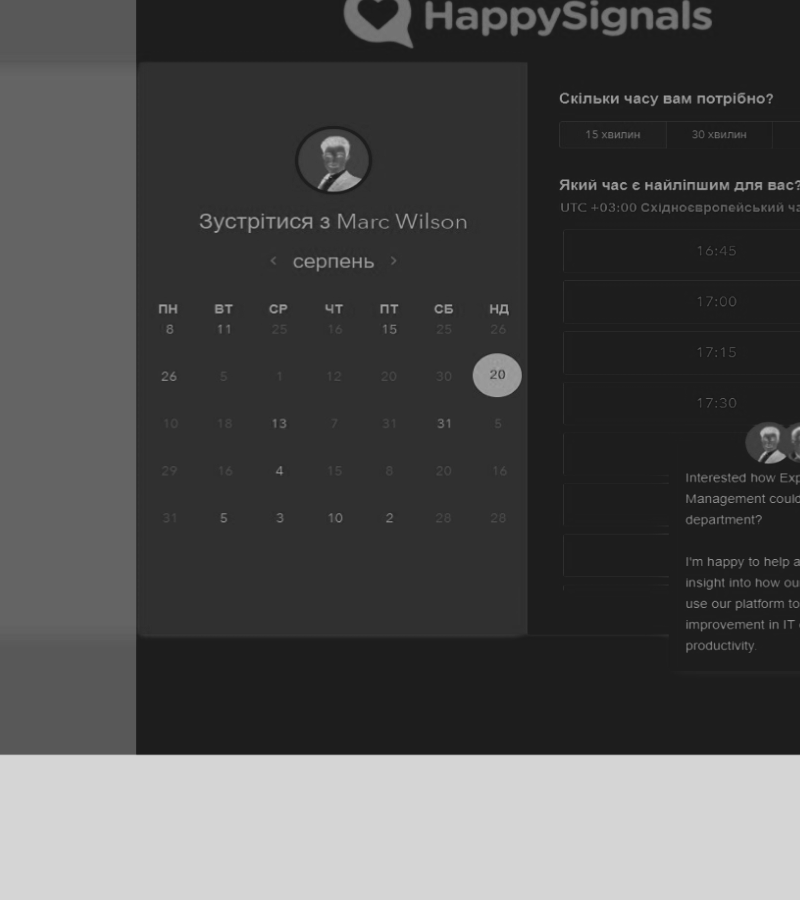 HappySignals
Зустрітися з Marc Wilson
серпень
ПН ВТ СР ЧТ ПТ СБ НД
8 11 25 16 15 25 26
26 5 1 12 20 30 20
10 18 13 7 31 31 5
29 16 4 15 8 20 16
31 5 3 10 2 28 28
Скільки часу вам потрібно?
15 хвилин 30 хвилин
Який час є найліпшим для вас?
UTC +03:00 Східноєвропейський ча
16:45
17:00
17:15
17:30
Interested how Exp
Management could
department?
I'm happy to help a
insight into how ou
use our platform to
improvement in IT
productivity.